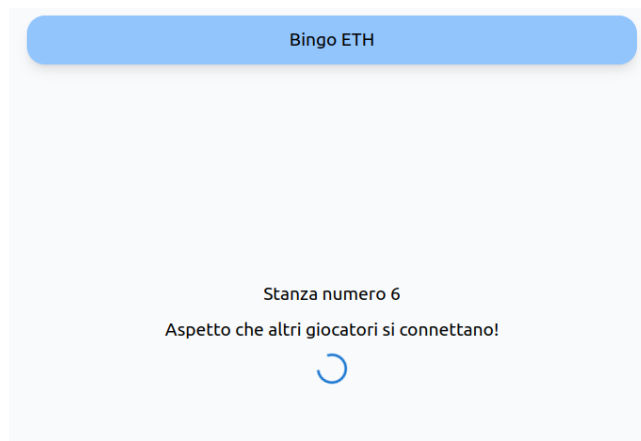 Bingo ETH
Stanza numero 6
Aspetto che altri giocatori si connettano!